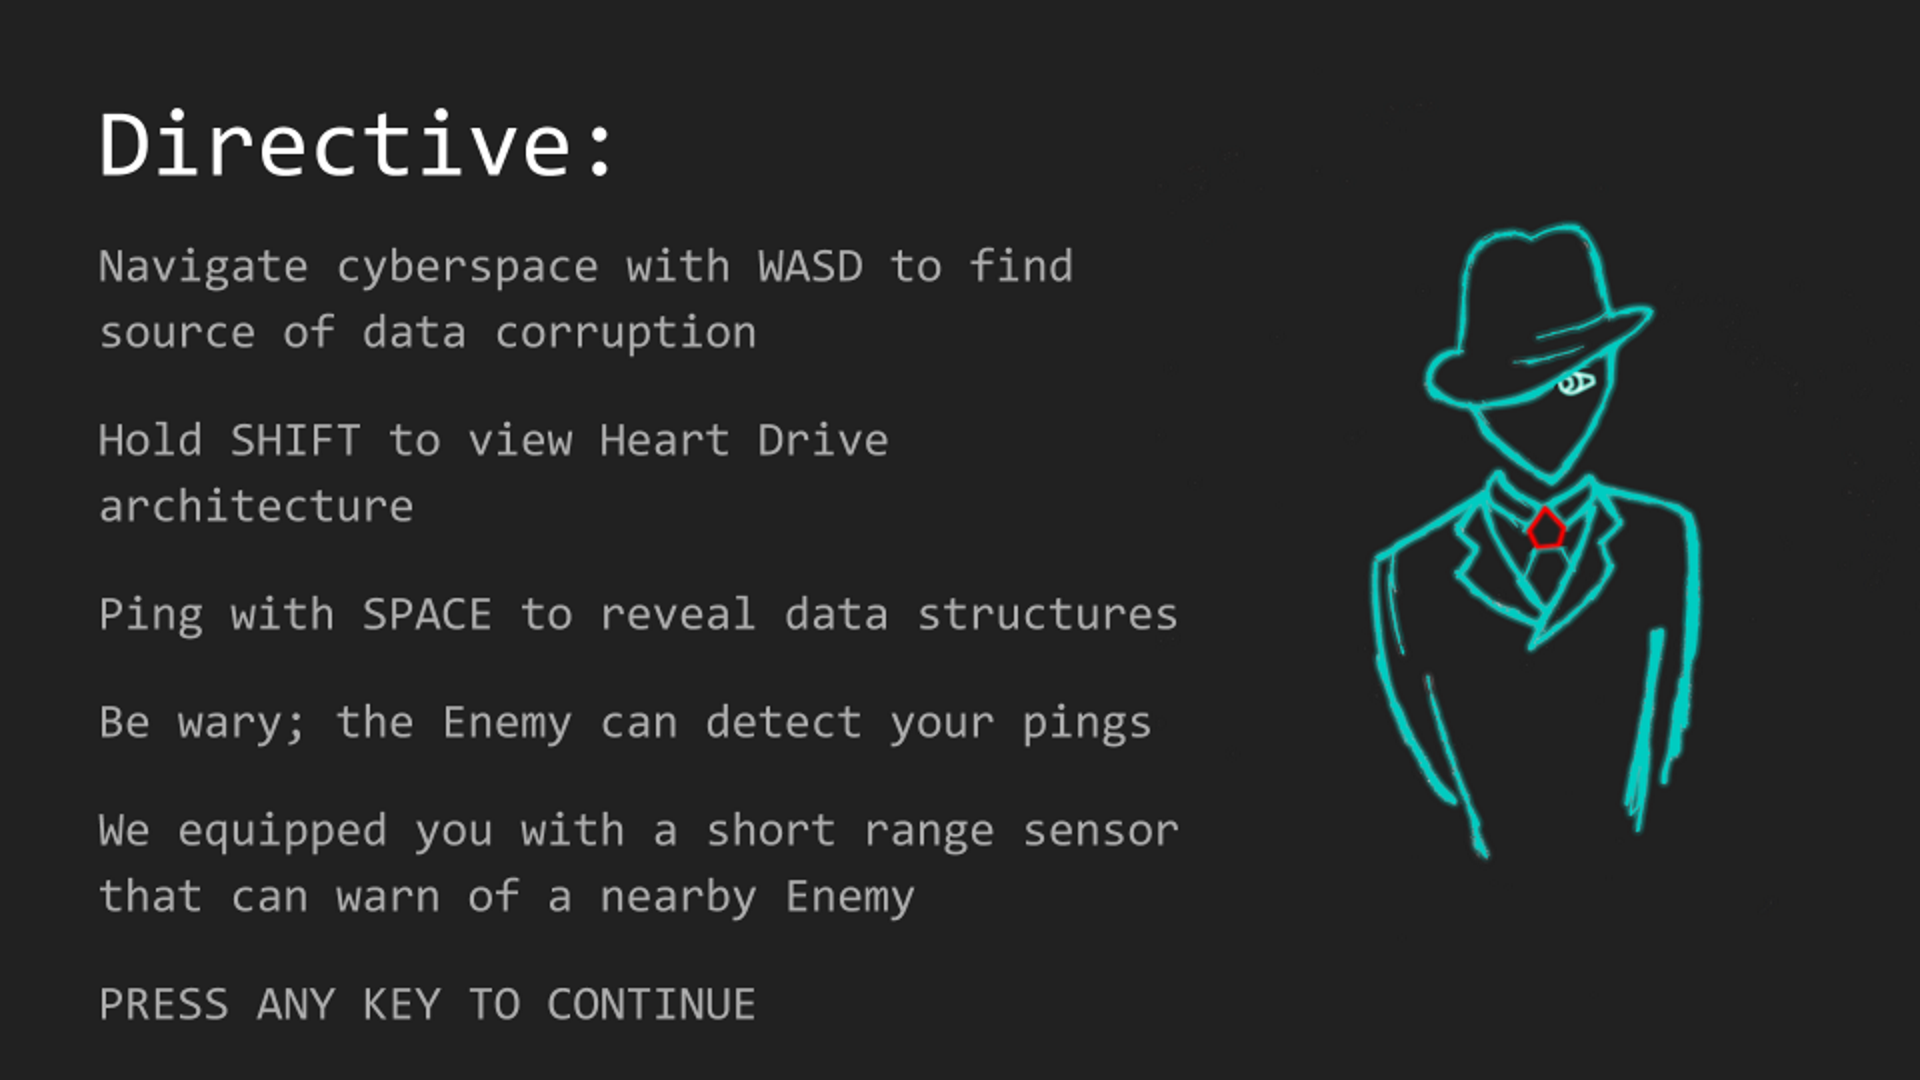 Directive:
Navigate cyberspace with WASD to find
source of data corruption
Hold SHIFT to view Heart Drive
architecture
Ping with SPACE to reveal data structures
Be wary; the Enemy can detect your pings
We equipped you with a short range sensor
that can warn of a nearby Enemy
PRESS ANY KEY TO CONTINUE